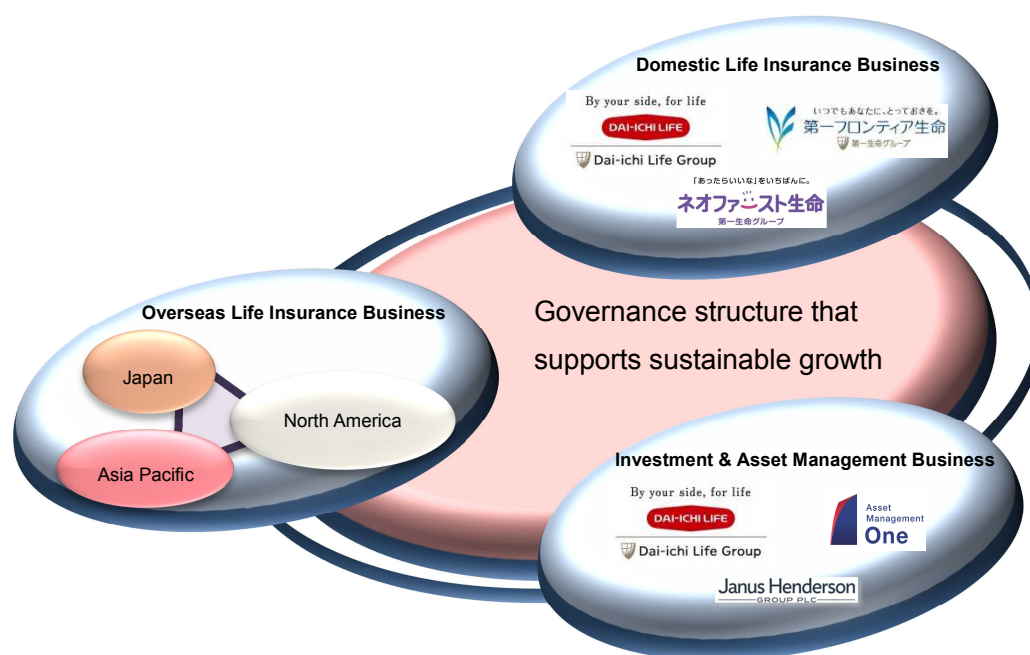 Domestic Life Insurance Business
By your side, for life
DAI-ICHI LIFE
Dai-ichi Life Group
いつでもあなたに、とっておきを。
第一フロンティア生命
第一生命グループ
「あったらいいな」をいちばんに。
ネオファースト生命
第一生命グループ
Overseas Life Insurance Business
Japan
North America
Asia Pacific
Governance structure that
supports sustainable growth
Investment & Asset Management Business
By your side, for life
DAI-ICHI LIFE
Dai-ichi Life Group
Asset
Management
One
Janus Henderson
GROUP PLC